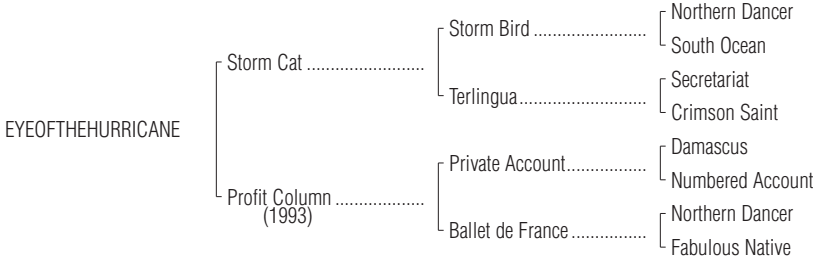 Northern Dancer
Storm Bird ........................
South Ocean
Storm Cat .........................
Secretariat
Terlingua...........................
Crimson Saint
EYEOFTHEHURRICANE
Damascus
Private Account.................
Numbered Account
Profit Column ...................
(1993)
Northern Dancer
Ballet de France ................
Fabulous Native